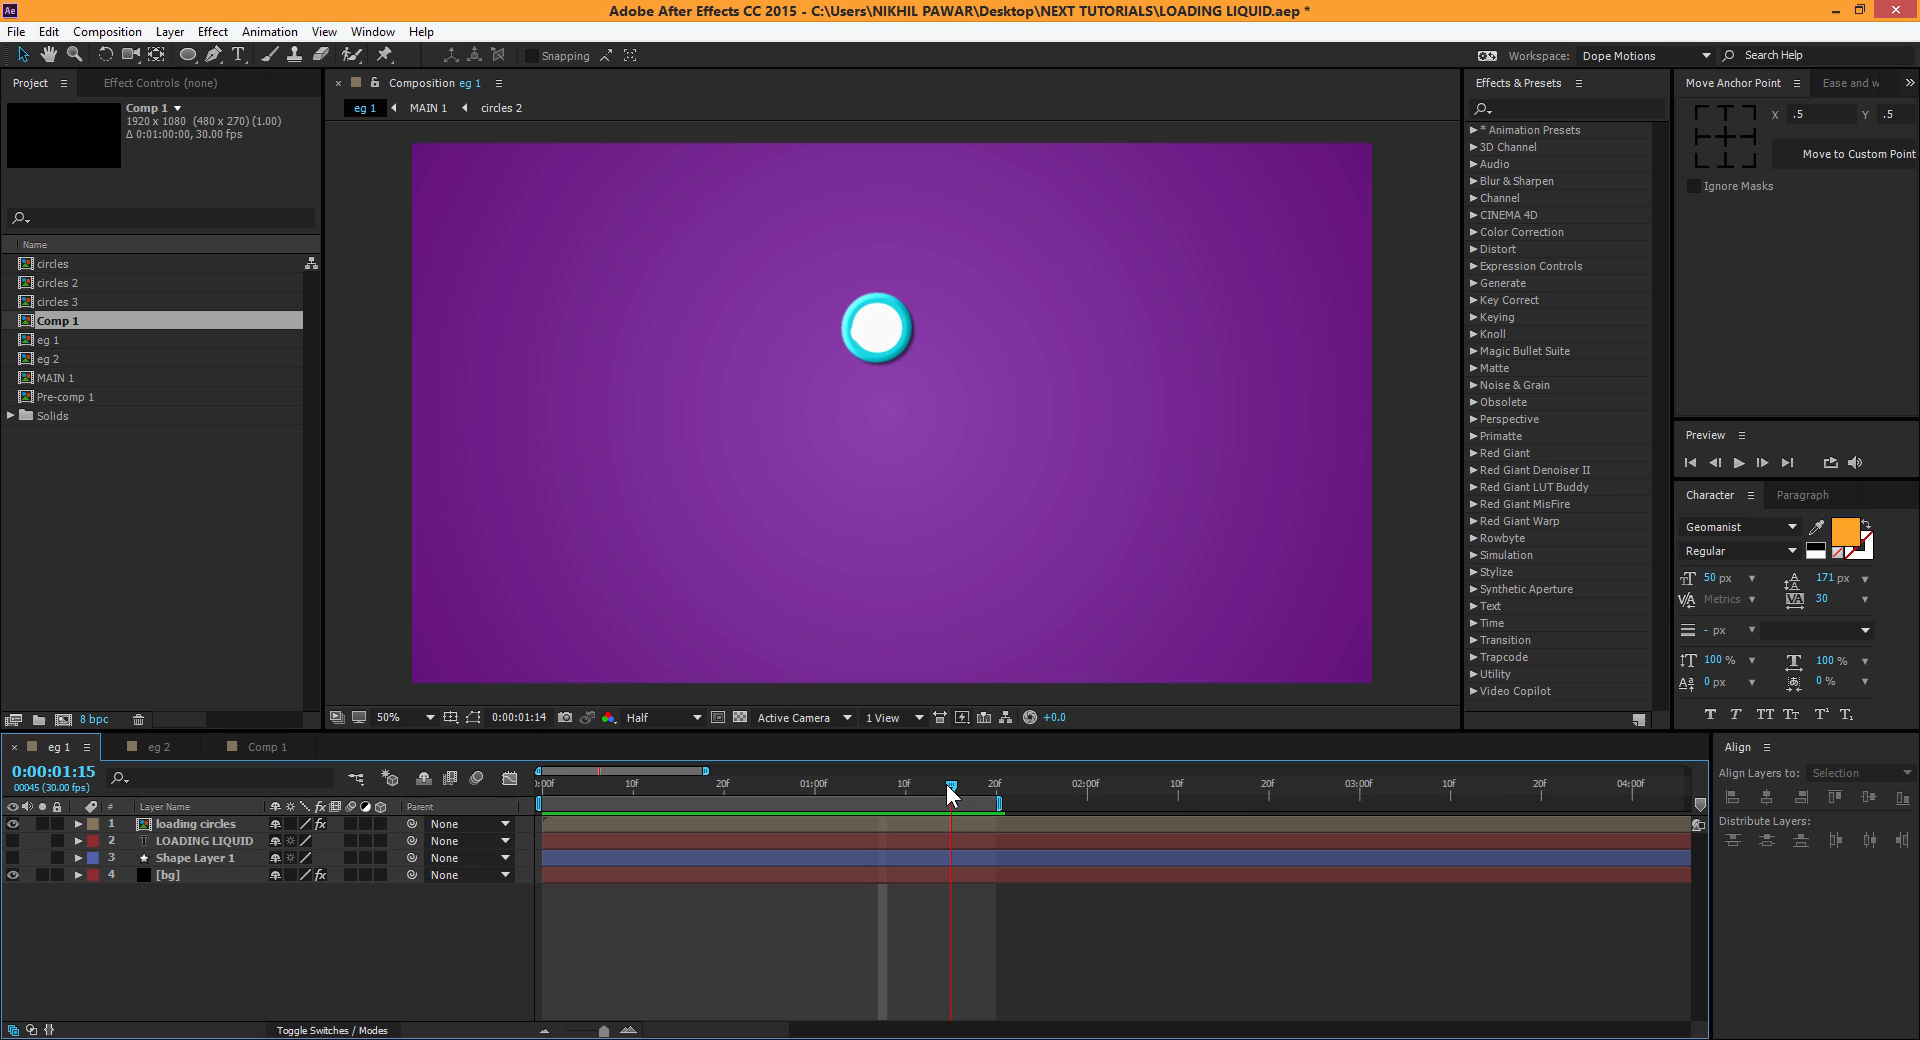 Ae
Adobe After Effects CC 2015 - C:\Users\NIKHIL PAWAR\Desktop\NEXT TUTORIALS\LOADING LIQUID.aep *
File Edit Composition Layer Effect Animation View Window Help
Snapping
Workspace: Dope Motions
Search Help
Project
Effect Controls (none)
Comp 1
1920 x 1080 (480 x 270) (1.00)
Δ 0:01:00:00, 30.00 fps
Name
circles
circles 2
circles 3
Comp 1
eg 1
eg 2
MAIN 1
Pre-comp 1
Solids
8 bpc
Composition eg 1
eg 1 MAIN 1 circles 2
50% 0:00:01:14 Half Active Camera 1 View +0.0
Effects & Presets
* Animation Presets
3D Channel
Audio
Blur & Sharpen
Channel
CINEMA 4D
Color Correction
Distort
Expression Controls
Generate
Key Correct
Keying
Knoll
Magic Bullet Suite
Matte
Noise & Grain
Obsolete
Perspective
Primatte
Red Giant
Red Giant Denoiser II
Red Giant LUT Buddy
Red Giant MisFire
Red Giant Warp
Rowbyte
Simulation
Stylize
Synthetic Aperture
Text
Time
Transition
Trapcode
Utility
Video Copilot
Move Anchor Point
Ease and w
X .5 Y .5
Move to Custom Point
Ignore Masks
Preview
Character
Paragraph
Geomanist
Regular
50 px 171 px
Metrics 30
- px
100 % 100 %
0 px 0 %
eg 1 eg 2 Comp 1
0:00:01:15
00045 (30.00 fps)
# Layer Name fx Parent
1 loading circles fx None
2 LOADING LIQUID None
3 Shape Layer 1 None
4 [bg] fx None
:00f 10f 20f 01:00f 10f 20f 02:00f 10f 20f 03:00f 10f 20f 04:00f
Toggle Switches / Modes
Align
Align Layers to: Selection
Distribute Layers: